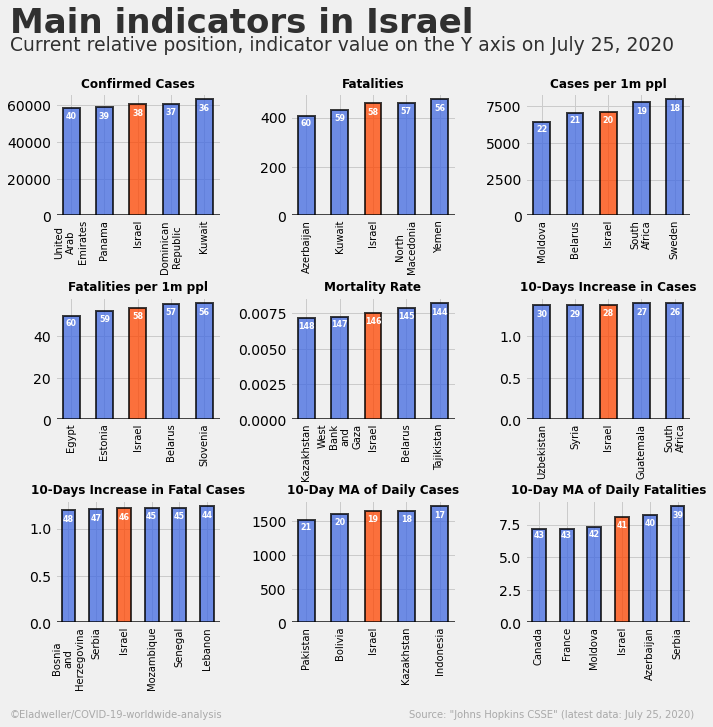 Main indicators in Israel
Current relative position, indicator value on the Y axis on July 25, 2020
Confirmed Cases
60000
40000
20000
0
40
39
38
37
36
United
Arab
Emirates
Panama
Israel
Dominican
Republic
Kuwait
Fatalities
400
200
0
60
59
58
57
56
Azerbaijan
Kuwait
Israel
North
Macedonia
Yemen
Cases per 1m ppl
7500
5000
2500
0
22
21
20
19
18
Moldova
Belarus
Israel
South
Africa
Sweden
Fatalities per 1m ppl
40
20
0
60
59
58
57
56
Egypt
Estonia
Israel
Belarus
Slovenia
Mortality Rate
0.0075
0.0050
0.0025
0.0000
148
147
146
145
144
Kazakhstan
West
Bank
and
Gaza
Israel
Belarus
Tajikistan
10-Days Increase in Cases
1.0
0.5
0.0
30
29
28
27
26
Uzbekistan
Syria
Israel
Guatemala
South
Africa
10-Days Increase in Fatal Cases
1.0
0.5
0.0
48
47
46
45
45
44
Bosnia
and
Herzegovina
Serbia
Israel
Mozambique
Senegal
Lebanon
10-Day MA of Daily Cases
1500
1000
500
0
21
20
19
18
17
Pakistan
Bolivia
Israel
Kazakhstan
Indonesia
10-Day MA of Daily Fatalities
7.5
5.0
2.5
0.0
43
43
42
41
40
39
Canada
France
Moldova
Israel
Azerbaijan
Serbia
©Eladweller/COVID-19-worldwide-analysis
Source: "Johns Hopkins CSSE" (latest data: July 25, 2020)